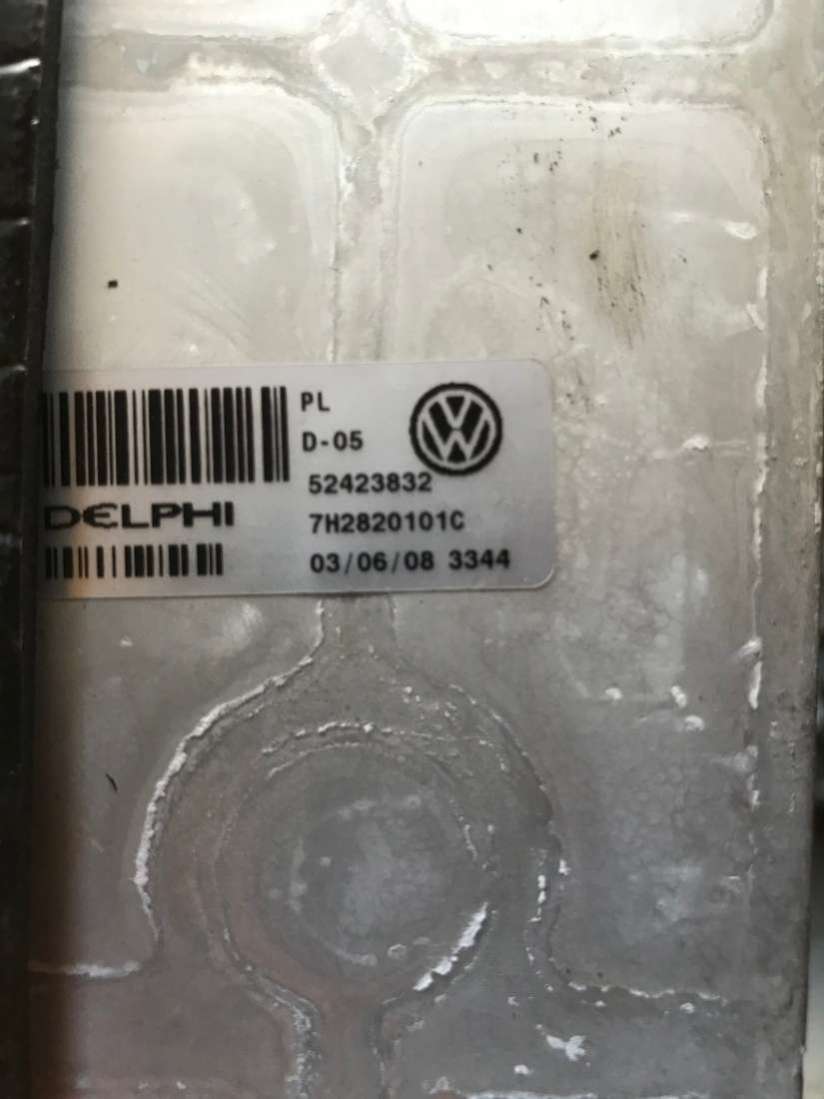 PL
D-05
52423832
DELPHI
7H2820101C
03/06/08 3344